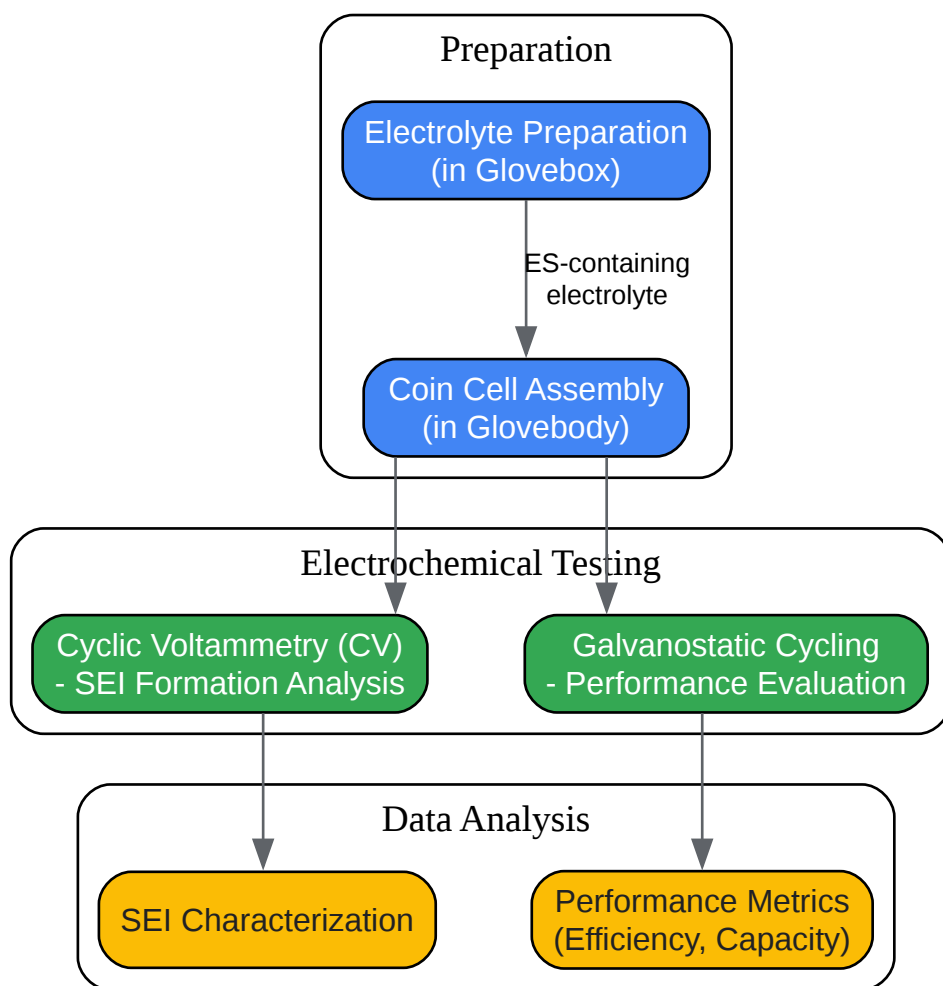 Preparation
Electrolyte Preparation
(in Glovebox)
ES-containing
electrolyte
Coin Cell Assembly
(in Glovebody)
Electrochemical Testing
Cyclic Voltammetry (CV)
- SEI Formation Analysis
Galvanostatic Cycling
- Performance Evaluation
Data Analysis
SEI Characterization
Performance Metrics
(Efficiency, Capacity)